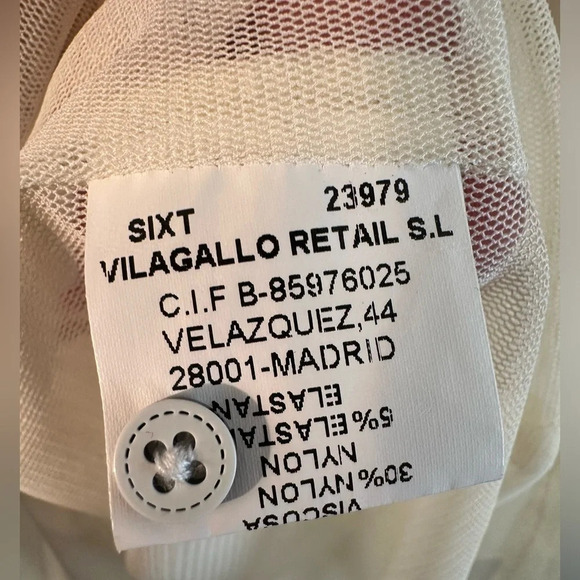 SIXT 23979
VILAGALLO RETAIL S.L
C.I.F B-85976025
VELAZQUEZ,44
28001-MADRID
ELASTAN
5% ELASTAN
NYLON
30% NYLON
VISCOSA